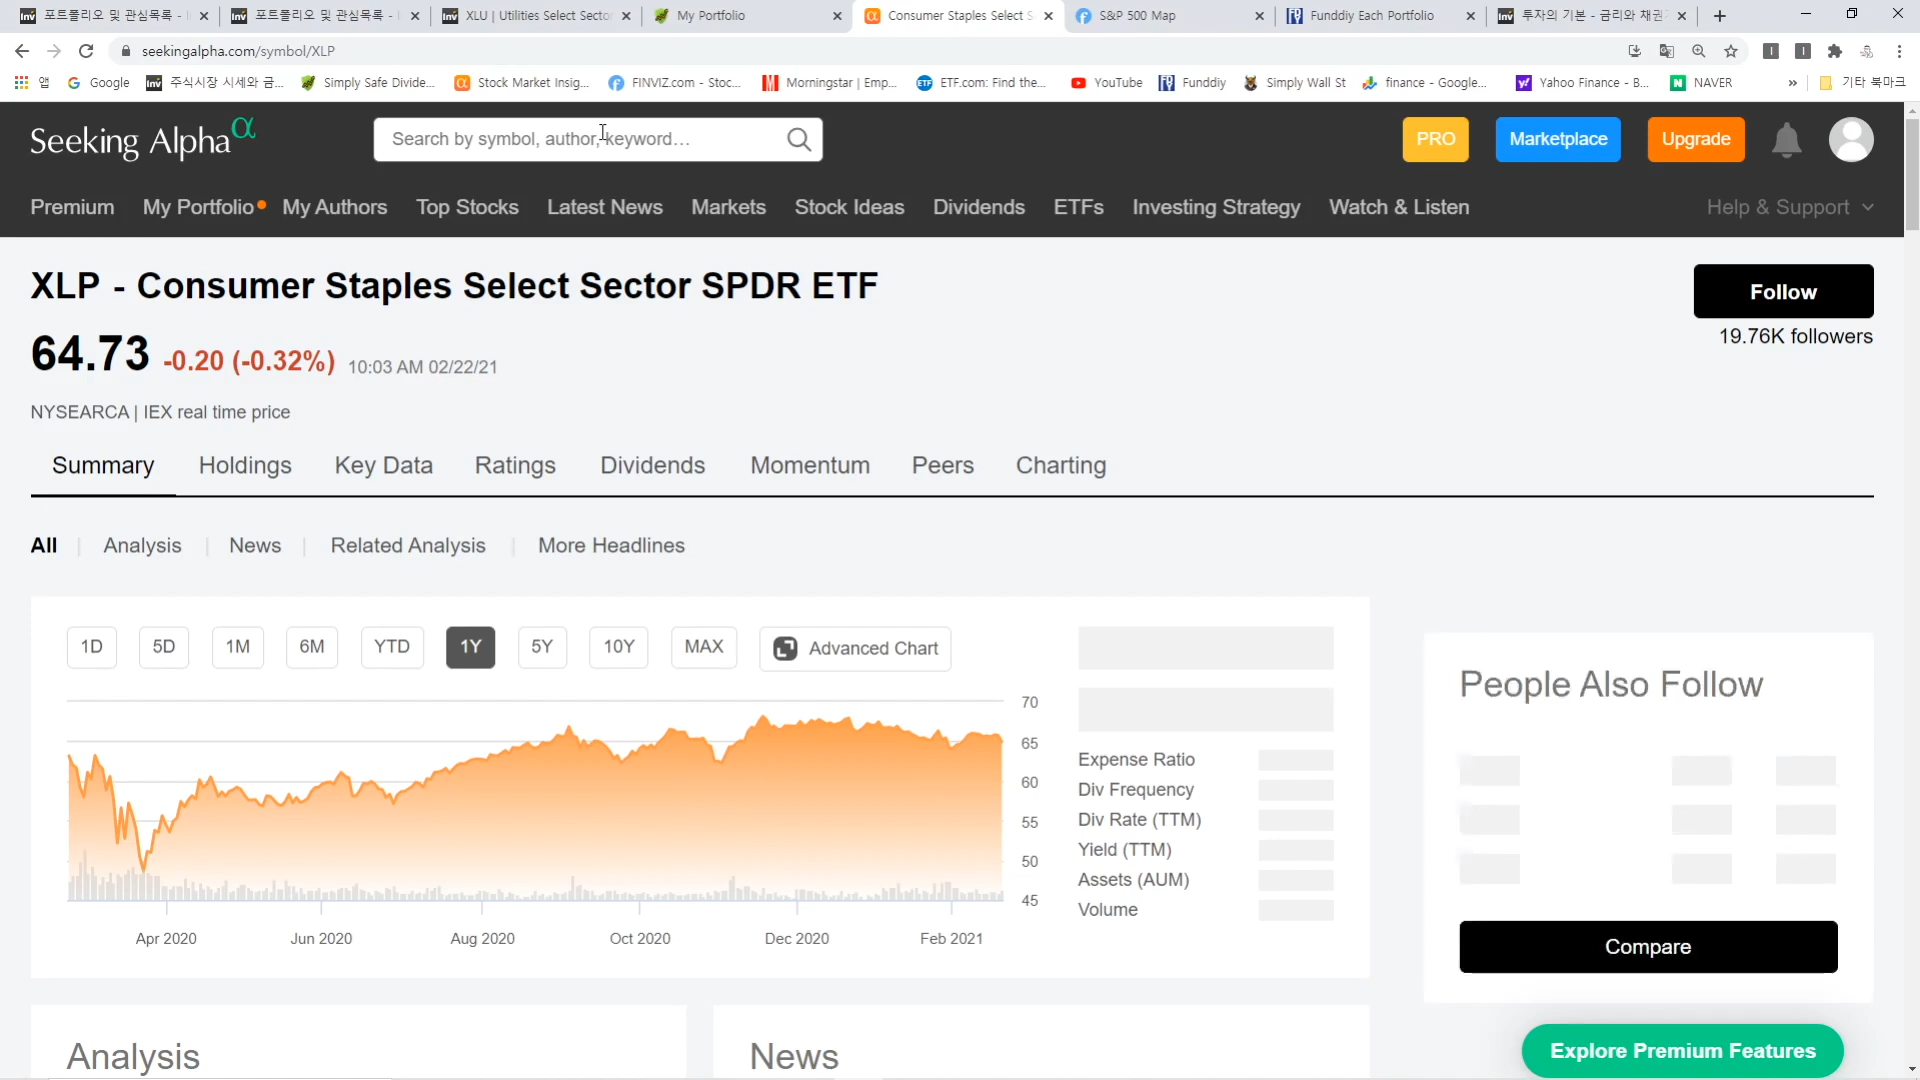 포트폴리오 및 관심목록 -
포트폴리오 및 관심목록 -
XLU | Utilities Select Secto
My Portfolio
Consumer Staples Select S
S&P 500 Map
Funddiy Each Portfolio
투자의 기본 - 금리와 채권
seekingalpha.com/symbol/XLP
앱
Google
주식시장 시세와 금...
Simply Safe Divide...
Stock Market Insig...
FINVIZ.com - Stoc...
Morningstar | Emp...
ETF.com: Find the...
YouTube
Funddiy
Simply Wall St
finance - Google...
Yahoo Finance - B...
NAVER
»
기타 북마크
Seeking Alpha α
Search by symbol, author, keyword…
PRO
Marketplace
Upgrade
Premium
My Portfolio
My Authors
Top Stocks
Latest News
Markets
Stock Ideas
Dividends
ETFs
Investing Strategy
Watch & Listen
Help & Support
XLP - Consumer Staples Select Sector SPDR ETF
Follow
19.76K followers
64.73 -0.20 (-0.32%) 10:03 AM 02/22/21
NYSEARCA | IEX real time price
Summary
Holdings
Key Data
Ratings
Dividends
Momentum
Peers
Charting
All
Analysis
News
Related Analysis
More Headlines
1D
5D
1M
6M
YTD
1Y
5Y
10Y
MAX
Advanced Chart
70
65
60
55
50
45
Apr 2020
Jun 2020
Aug 2020
Oct 2020
Dec 2020
Feb 2021
Expense Ratio
Div Frequency
Div Rate (TTM)
Yield (TTM)
Assets (AUM)
Volume
People Also Follow
Compare
Analysis
News
Explore Premium Features